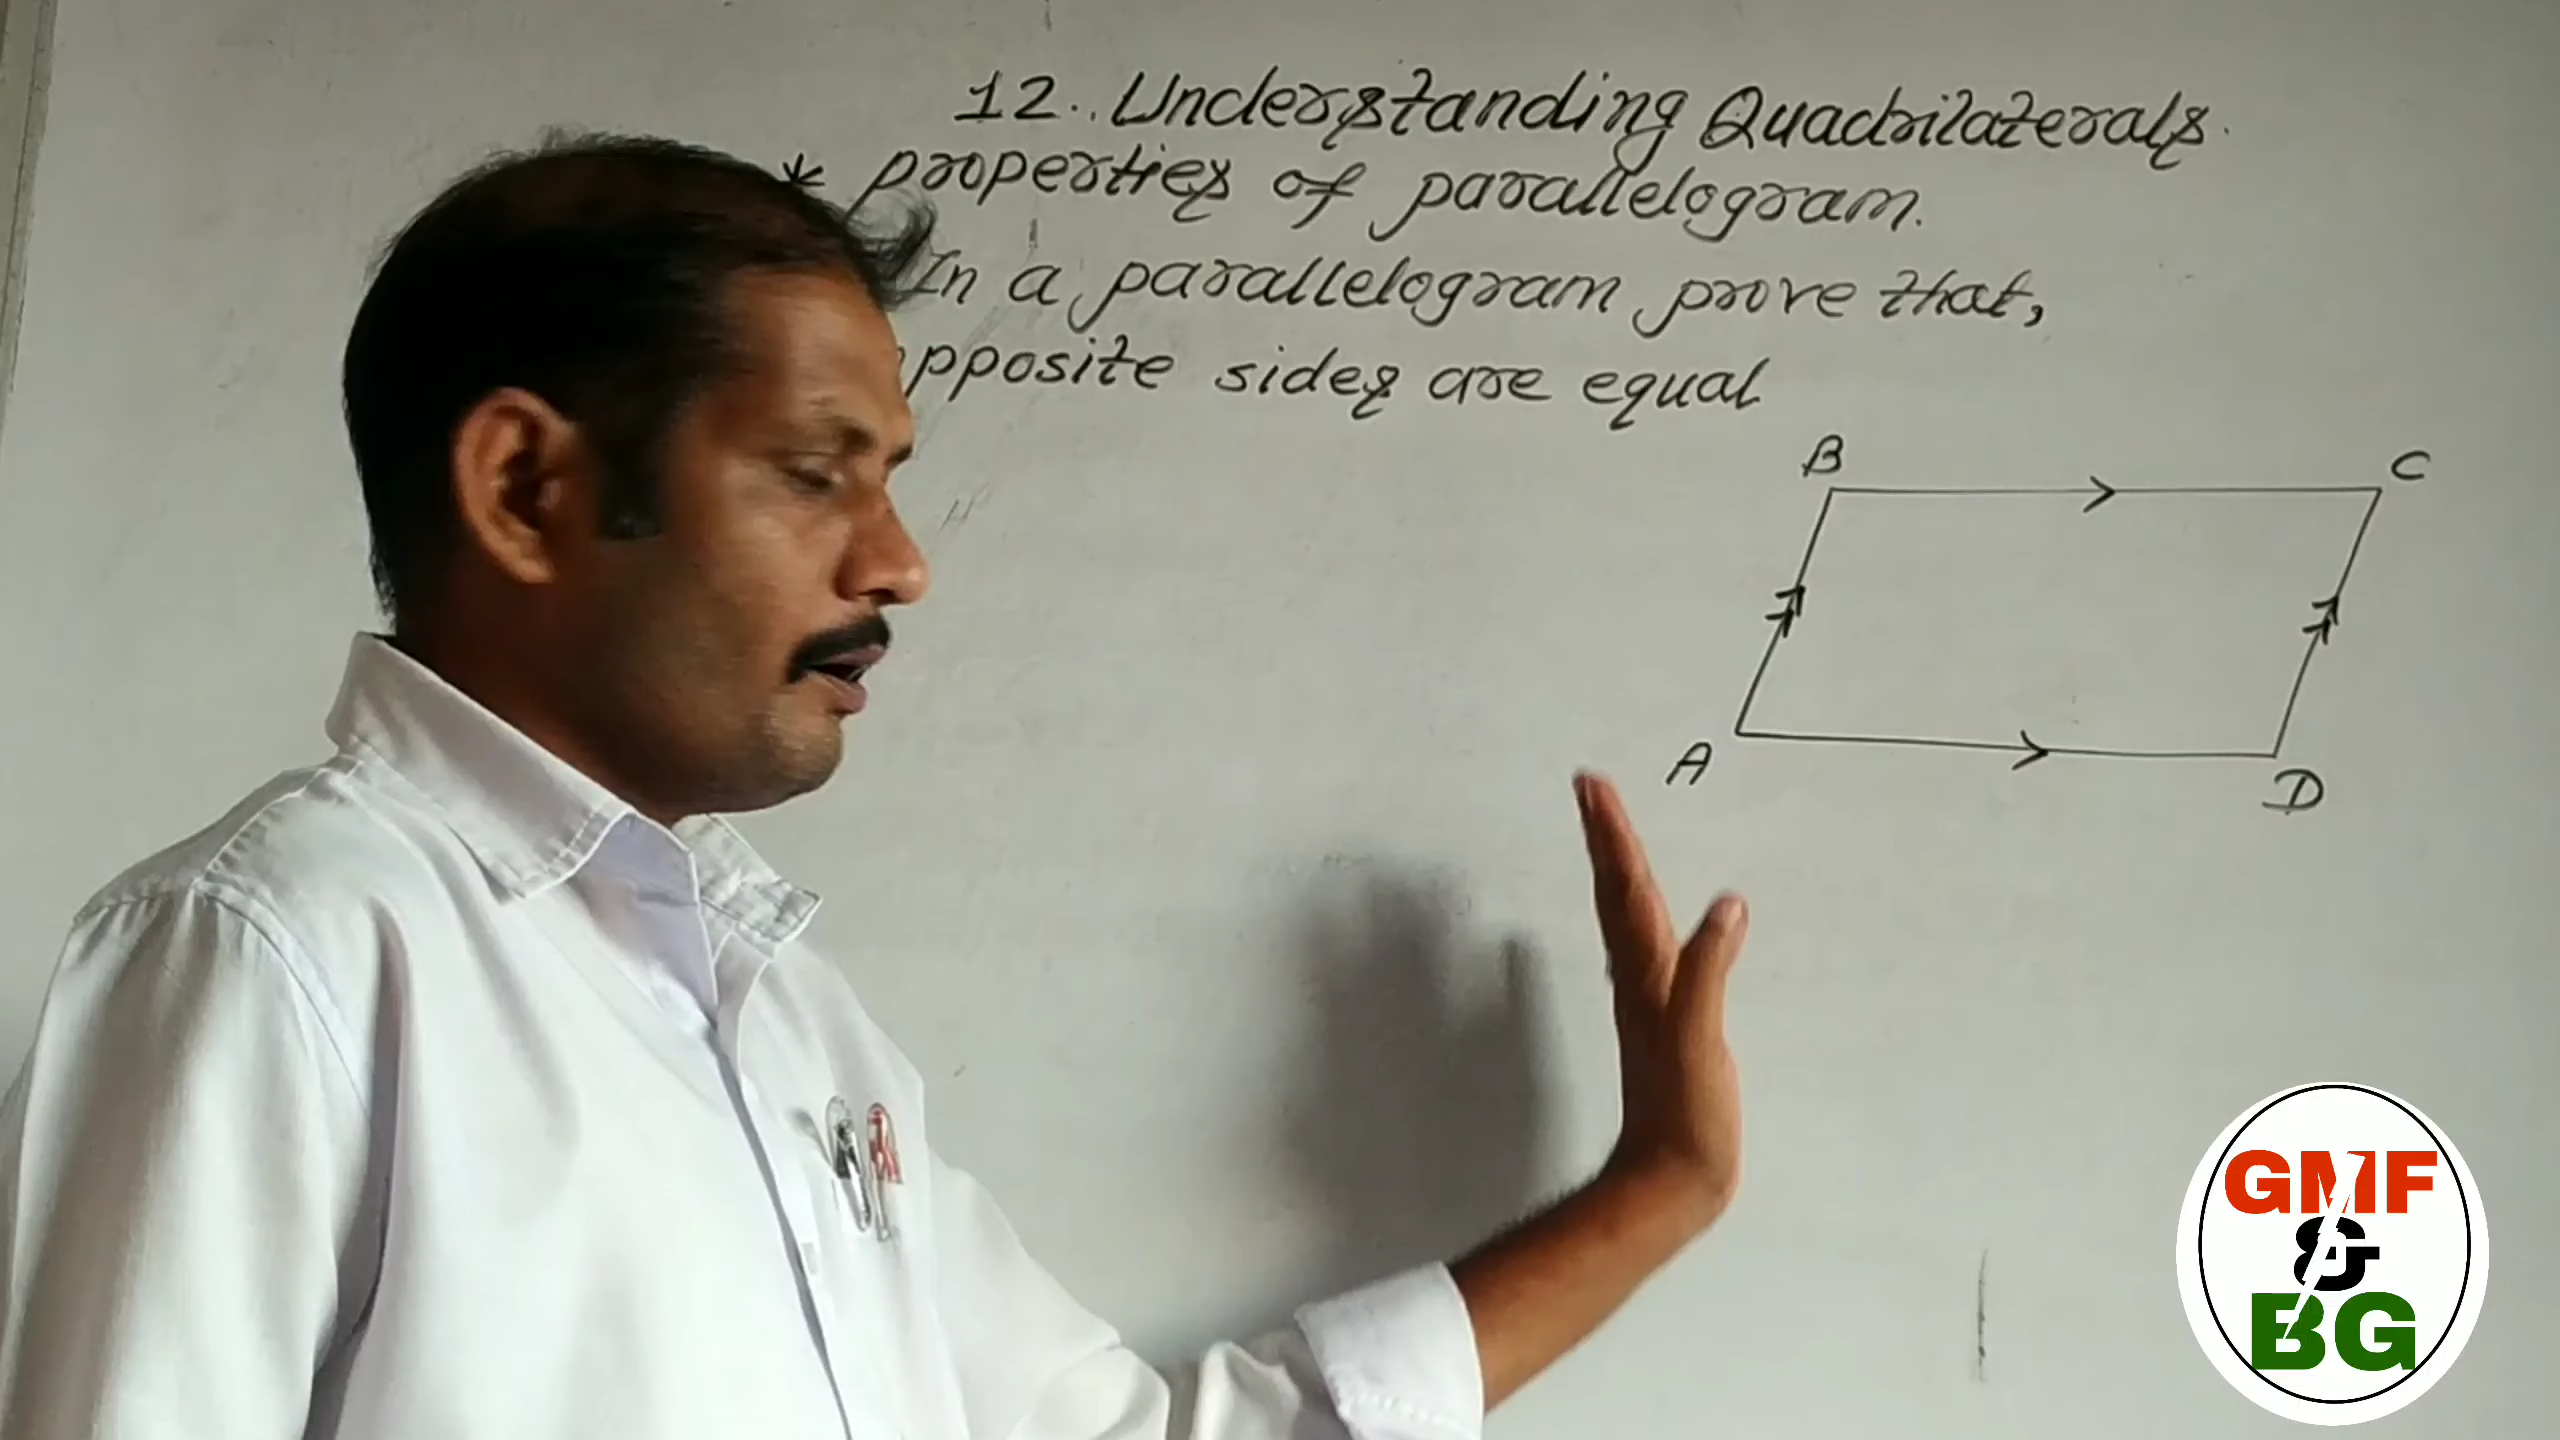 12. Understanding Quadrilaterals.
* properties of parallelogram.
In a parallelogram prove that,
pposite sides are equal
B
C
A
D
GMF
&
BG